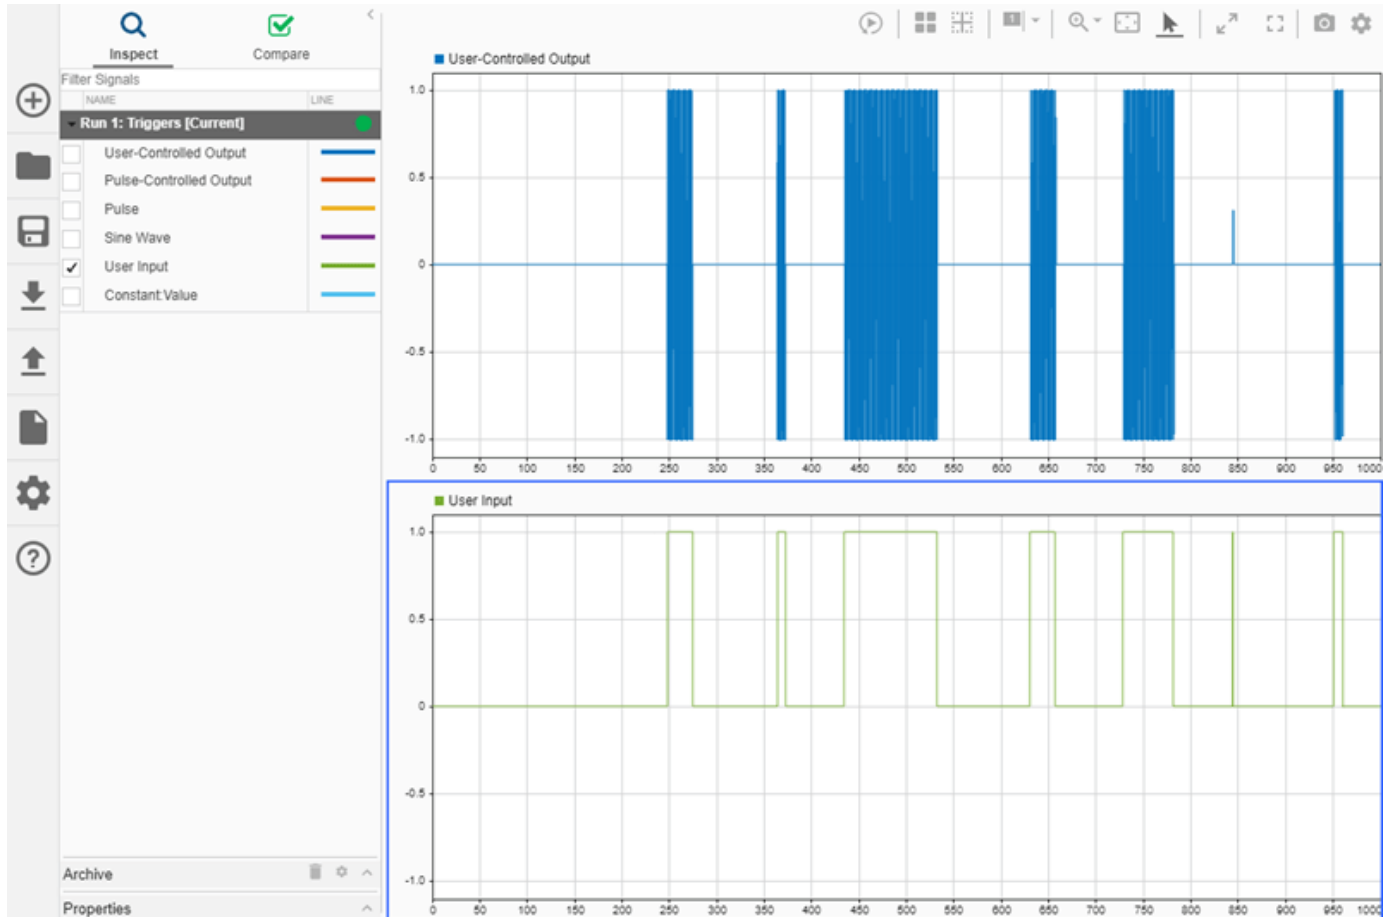 Inspect
Compare
Filter Signals
NAME LINE
Run 1: Triggers [Current]
User-Controlled Output
Pulse-Controlled Output
Pulse
Sine Wave
User Input
Constant:Value
Archive
Properties
1
User-Controlled Output
1.0
0.5
0
-0.5
-1.0
0 50 100 150 200 250 300 350 400 450 500 550 600 650 700 750 800 850 900 950 1000
User Input
1.0
0.5
0
-0.5
-1.0
0 50 100 150 200 250 300 350 400 450 500 550 600 650 700 750 800 850 900 950 1000